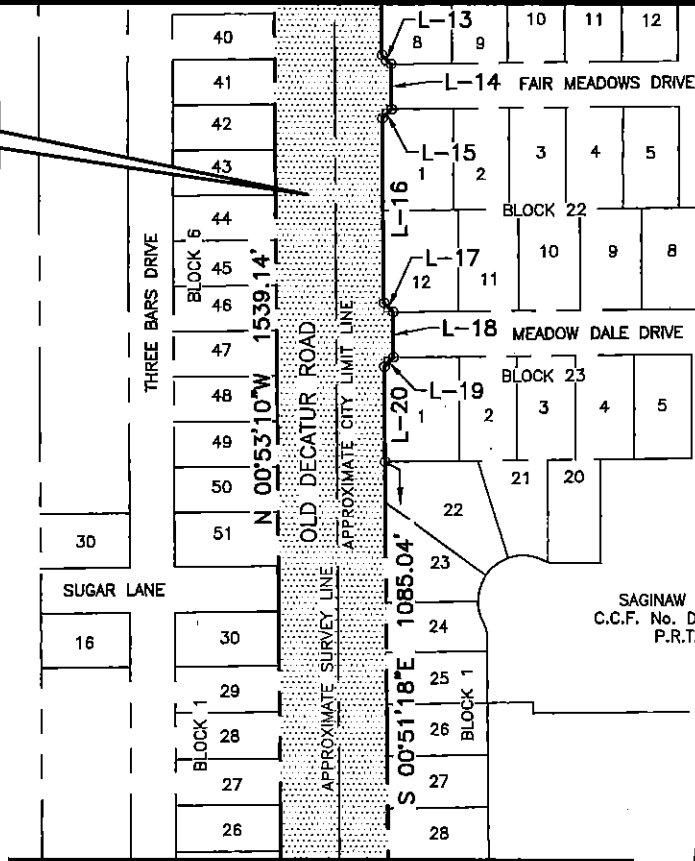 40
41
42
43
44
45
46
47
48
49
50
51
30
16
30
29
28
27
26
THREE BARS DRIVE
BLOCK 6
BLOCK 1
SUGAR LANE
N 00°53'10"W 1539.14'
OLD DECATUR ROAD
APPROXIMATE CITY LIMIT LINE
APPROXIMATE SURVEY LINE
L-13
8
9
10
11
12
L-14
FAIR MEADOWS DRIVE
L-15
1
2
3
4
5
L-16
BLOCK 22
L-17
12
11
10
9
8
L-18
MEADOW DALE DRIVE
L-19
BLOCK 23
L-20
1
2
3
4
5
21
20
22
23
24
25
26
27
28
BLOCK 1
S 00°51'18"E 1085.04'
SAGINAW
C.C.F. No. D
P.R.T.